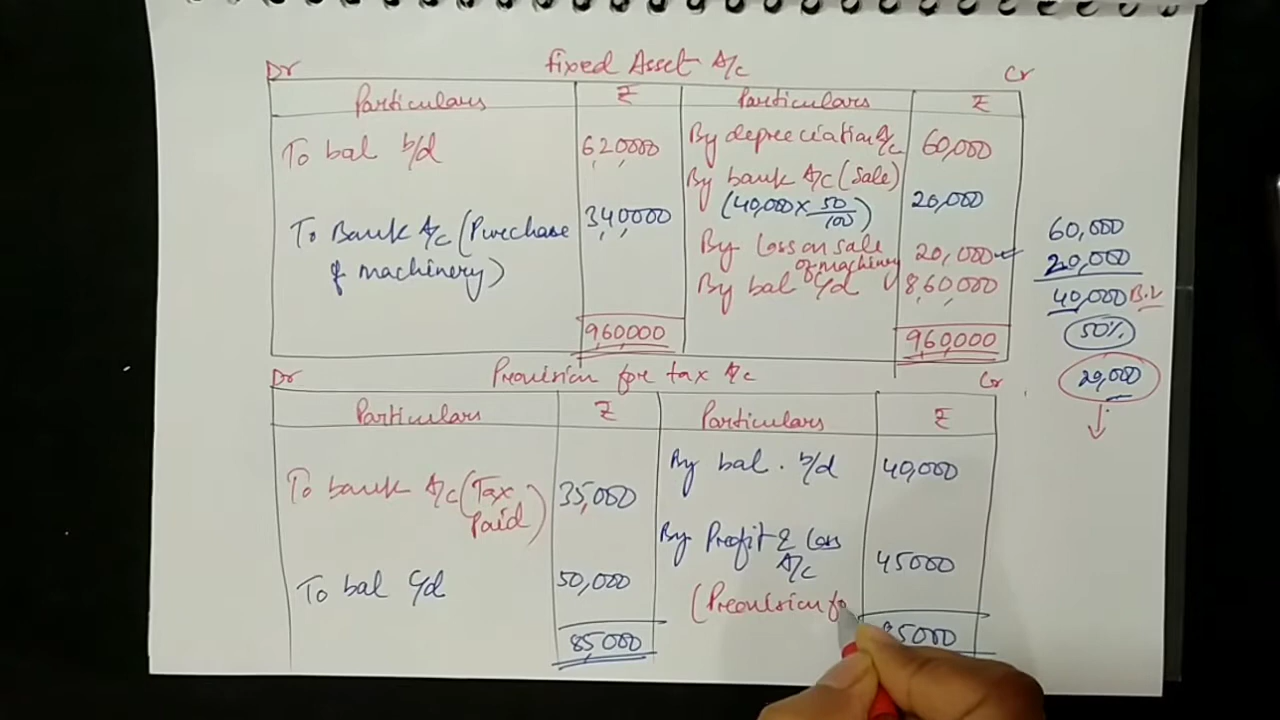 Dr fixed Asset A/c Cr
Particulars ₹ Particulars ₹
To bal b/d 620000 By depreciation A/c 60,000
By bank A/c (Sale) 20,000
(40,000 × 50/100)
To Bank A/c (Purchase 340000
of machinery)
By Loss on sale 20,000
of machinery
By bal c/d 8,60,000
960000 960000
60,000
20,000
40,000 B.V
50%
20,000
Dr Provision for tax A/c Cr
Particulars ₹ Particulars ₹
By bal. b/d 40,000
To bank A/c (Tax 35,000
Paid)
By Profit & Loss 45000
A/c
To bal c/d 50,000
(Provision fo
85,000 85000